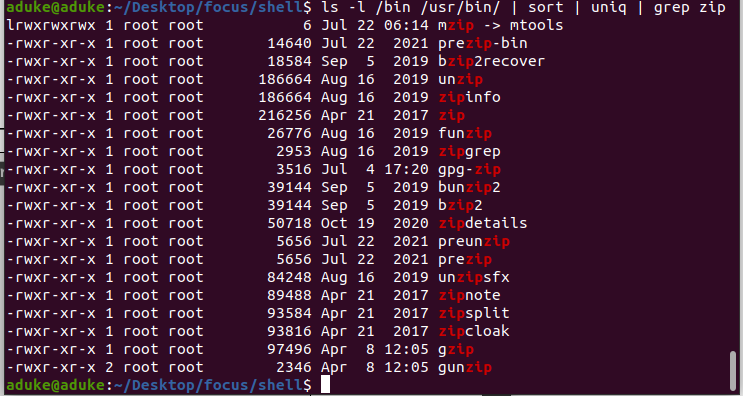 aduke@aduke:~/Desktop/focus/shell$ ls -l /bin /usr/bin/ | sort | uniq | grep zip
lrwxrwxrwx 1 root root 6 Jul 22 06:14 mzip -> mtools
-rwxr-xr-x 1 root root 14640 Jul 22 2021 prezip-bin
-rwxr-xr-x 1 root root 18584 Sep 5 2019 bzip2recover
-rwxr-xr-x 1 root root 186664 Aug 16 2019 unzip
-rwxr-xr-x 1 root root 186664 Aug 16 2019 zipinfo
-rwxr-xr-x 1 root root 216256 Apr 21 2017 zip
-rwxr-xr-x 1 root root 26776 Aug 16 2019 funzip
-rwxr-xr-x 1 root root 2953 Aug 16 2019 zipgrep
-rwxr-xr-x 1 root root 3516 Jul 4 17:20 gpg-zip
-rwxr-xr-x 1 root root 39144 Sep 5 2019 bunzip2
-rwxr-xr-x 1 root root 39144 Sep 5 2019 bzip2
-rwxr-xr-x 1 root root 50718 Oct 19 2020 zipdetails
-rwxr-xr-x 1 root root 5656 Jul 22 2021 preunzip
-rwxr-xr-x 1 root root 5656 Jul 22 2021 prezip
-rwxr-xr-x 1 root root 84248 Aug 16 2019 unzipsfx
-rwxr-xr-x 1 root root 89488 Apr 21 2017 zipnote
-rwxr-xr-x 1 root root 93584 Apr 21 2017 zipsplit
-rwxr-xr-x 1 root root 93816 Apr 21 2017 zipcloak
-rwxr-xr-x 1 root root 97496 Apr 8 12:05 gzip
-rwxr-xr-x 2 root root 2346 Apr 8 12:05 gunzip
aduke@aduke:~/Desktop/focus/shell$